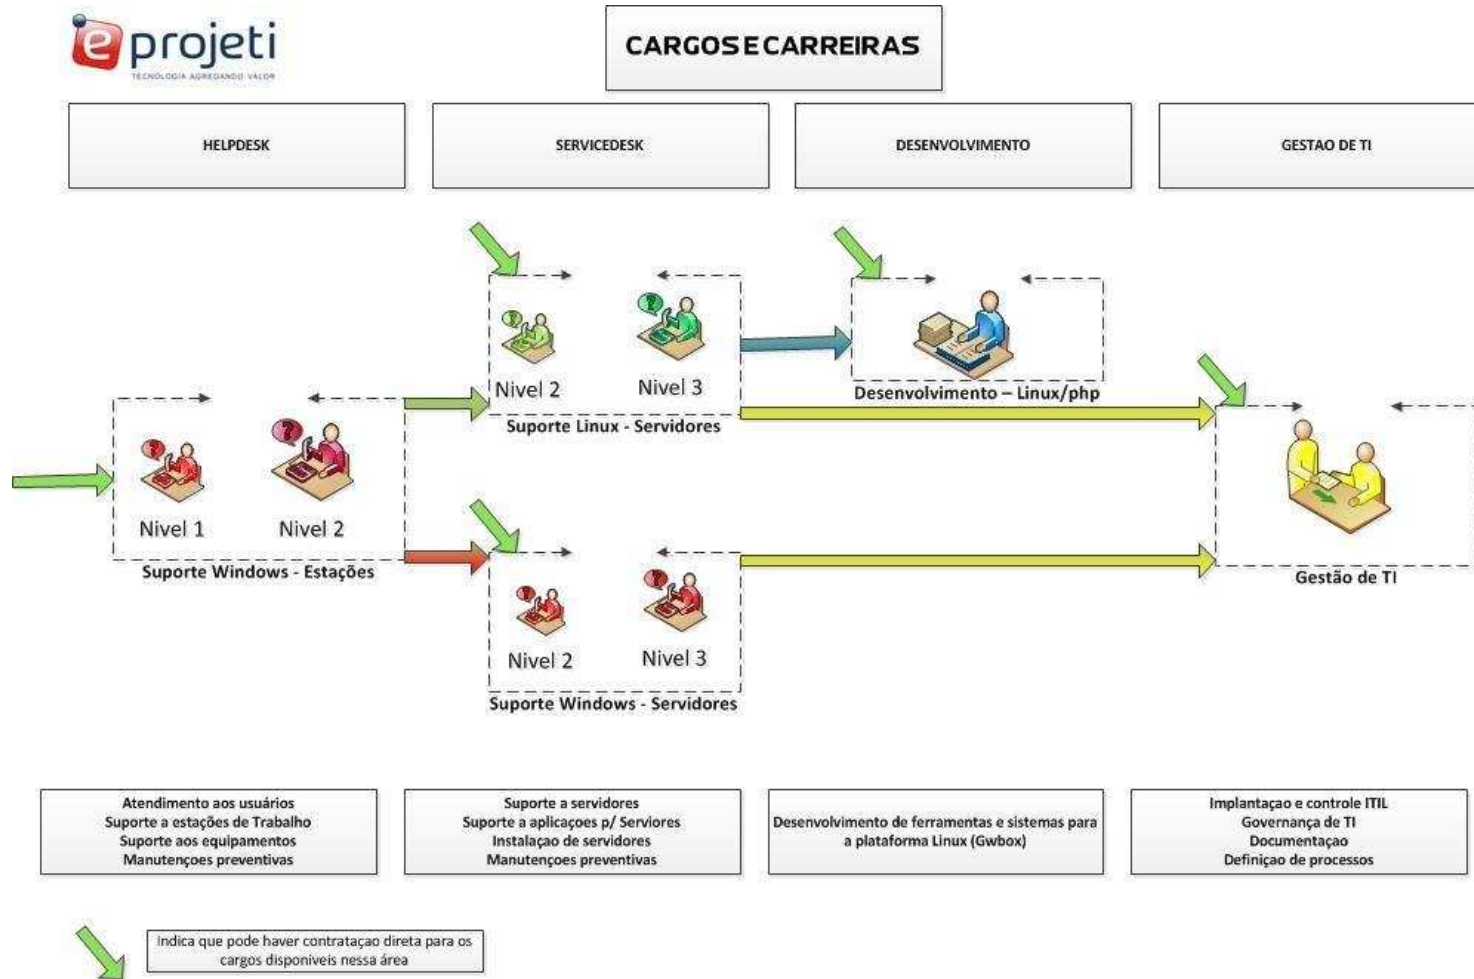 e projeti
TECNOLOGIA AGREGANDO VALOR
CARGOS E CARREIRAS
HELPDESK
SERVICEDESK
DESENVOLVIMENTO
GESTAO DE TI
?
?
Nivel 2
Nivel 3
Suporte Linux - Servidores
Desenvolvimento – Linux/php
?
?
Nivel 1
Nivel 2
Suporte Windows - Estações
Gestão de TI
?
?
Nivel 2
Nivel 3
Suporte Windows - Servidores
Atendimento aos usuários
Suporte a estações de Trabalho
Suporte aos equipamentos
Manutençoes preventivas
Suporte a servidores
Suporte a aplicaçoes p/ Serviores
Instalaçao de servidores
Manutençoes preventivas
Desenvolvimento de ferramentas e sistemas para
a plataforma Linux (Gwbox)
Implantaçao e controle ITIL
Governança de TI
Documentaçao
Definiçao de processos
Indica que pode haver contrataçao direta para os
cargos disponiveis nessa área